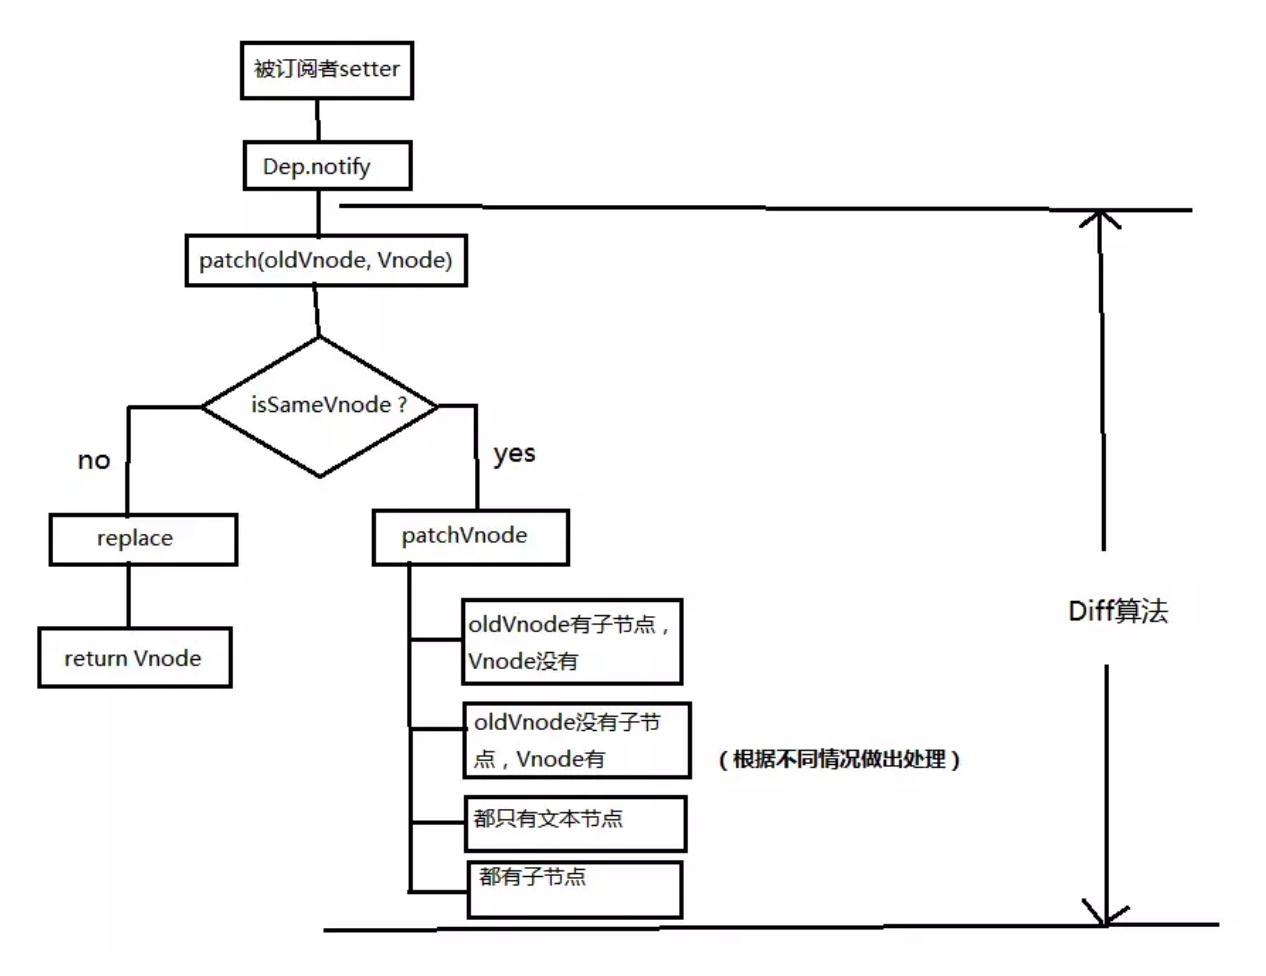 被订阅者setter
Dep.notify
patch(oldVnode, Vnode)
isSameVnode ?
no
yes
replace
patchVnode
return Vnode
oldVnode有子节点，
Vnode没有
oldVnode没有子节
点，Vnode有
都只有文本节点
都有子节点
（根据不同情况做出处理）
Diff算法